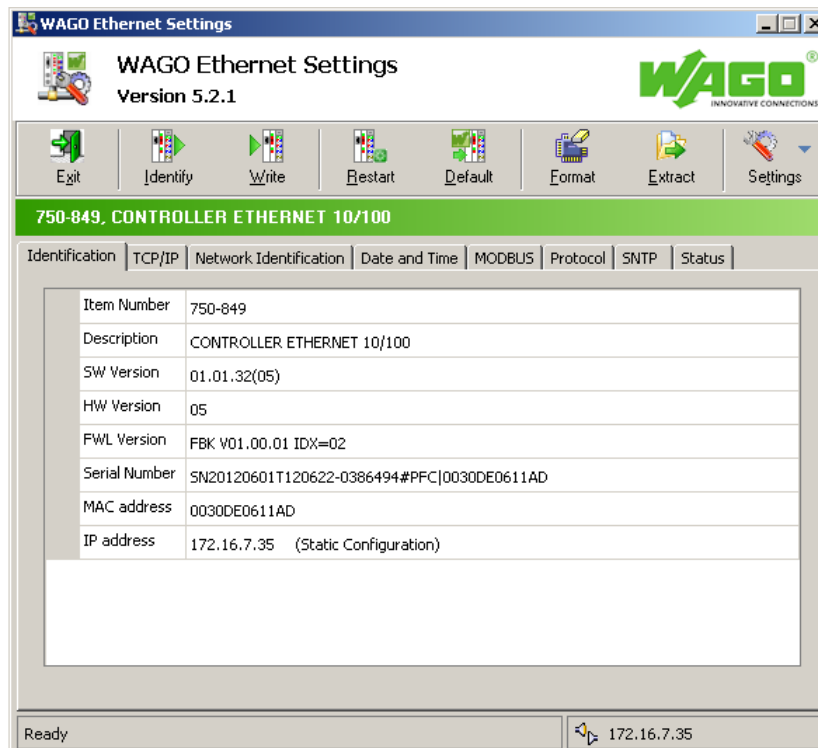 WAGO Ethernet Settings
WAGO Ethernet Settings
Version 5.2.1
WAGO®
INNOVATIVE CONNECTIONS
Exit Identify Write Restart Default Format Extract Settings
750-849, CONTROLLER ETHERNET 10/100
Identification TCP/IP Network Identification Date and Time MODBUS Protocol SNTP Status
Item Number 750-849
Description CONTROLLER ETHERNET 10/100
SW Version 01.01.32(05)
HW Version 05
FWL Version FBK V01.00.01 IDX=02
Serial Number SN20120601T120622-0386494#PFC|0030DE0611AD
MAC address 0030DE0611AD
IP address 172.16.7.35 (Static Configuration)
Ready 172.16.7.35